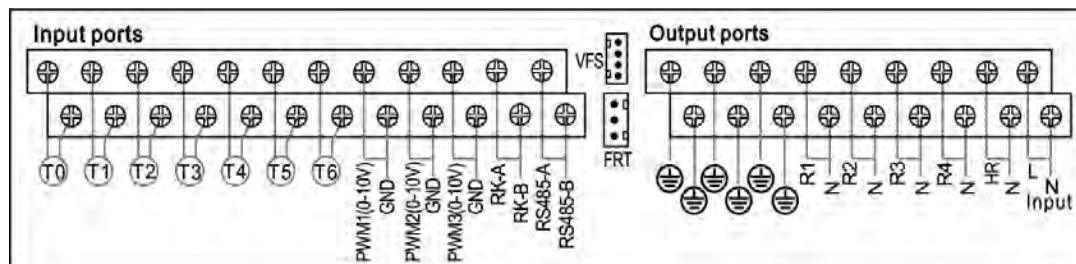 Input ports
Output ports
VFS
FRT
T0
T1
T2
T3
T4
T5
T6
PWM1(0-10V)
GND
PWM2(0-10V)
GND
PWM3(0-10V)
GND
RK-A
RK-B
RS485-A
RS485-B
R1
N
R2
N
R3
N
R4
N
HR
N
L
N
Input